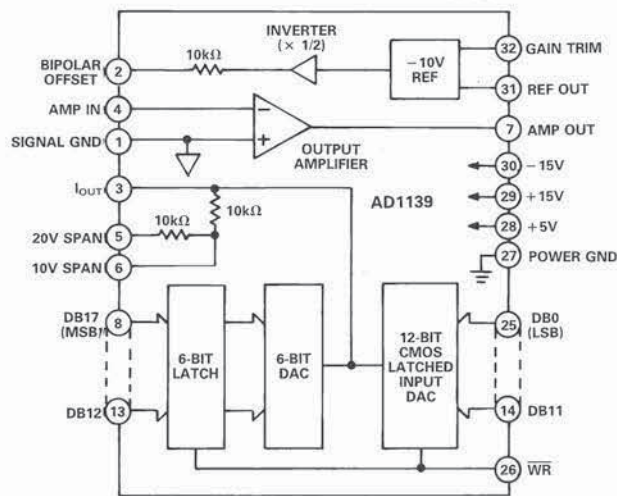 INVERTER
(× 1/2)
10kΩ
BIPOLAR
OFFSET
2
−10V
REF
32
GAIN TRIM
31
REF OUT
AMP IN
4
−
SIGNAL GND
1
+
OUTPUT
AMPLIFIER
7
AMP OUT
30
−15V
29
+15V
28
+5V
27
POWER GND
AD1139
IOUT
3
10kΩ
10kΩ
20V SPAN
5
10V SPAN
6
DB17
(MSB)
8
6-BIT
LATCH
6-BIT
DAC
12-BIT
CMOS
LATCHED
INPUT
DAC
25
DB0
(LSB)
DB12
13
14
DB11
26
W̅R̅